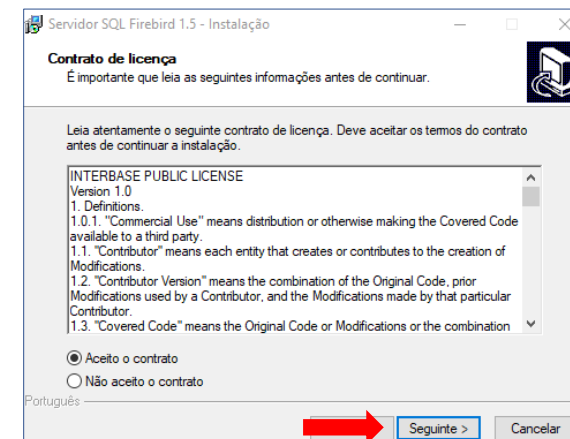 Servidor SQL Firebird 1.5 - Instalação
Contrato de licença
É importante que leia as seguintes informações antes de continuar.
Leia atentamente o seguinte contrato de licença. Deve aceitar os termos do contrato
antes de continuar a instalação.
INTERBASE PUBLIC LICENSE
Version 1.0
1. Definitions.
1.0.1. "Commercial Use" means distribution or otherwise making the Covered Code
available to a third party.
1.1. "Contributor" means each entity that creates or contributes to the creation of
Modifications.
1.2. "Contributor Version" means the combination of the Original Code, prior
Modifications used by a Contributor, and the Modifications made by that particular
Contributor.
1.3. "Covered Code" means the Original Code or Modifications or the combination
Aceito o contrato
Não aceito o contrato
Português
Seguinte >
Cancelar